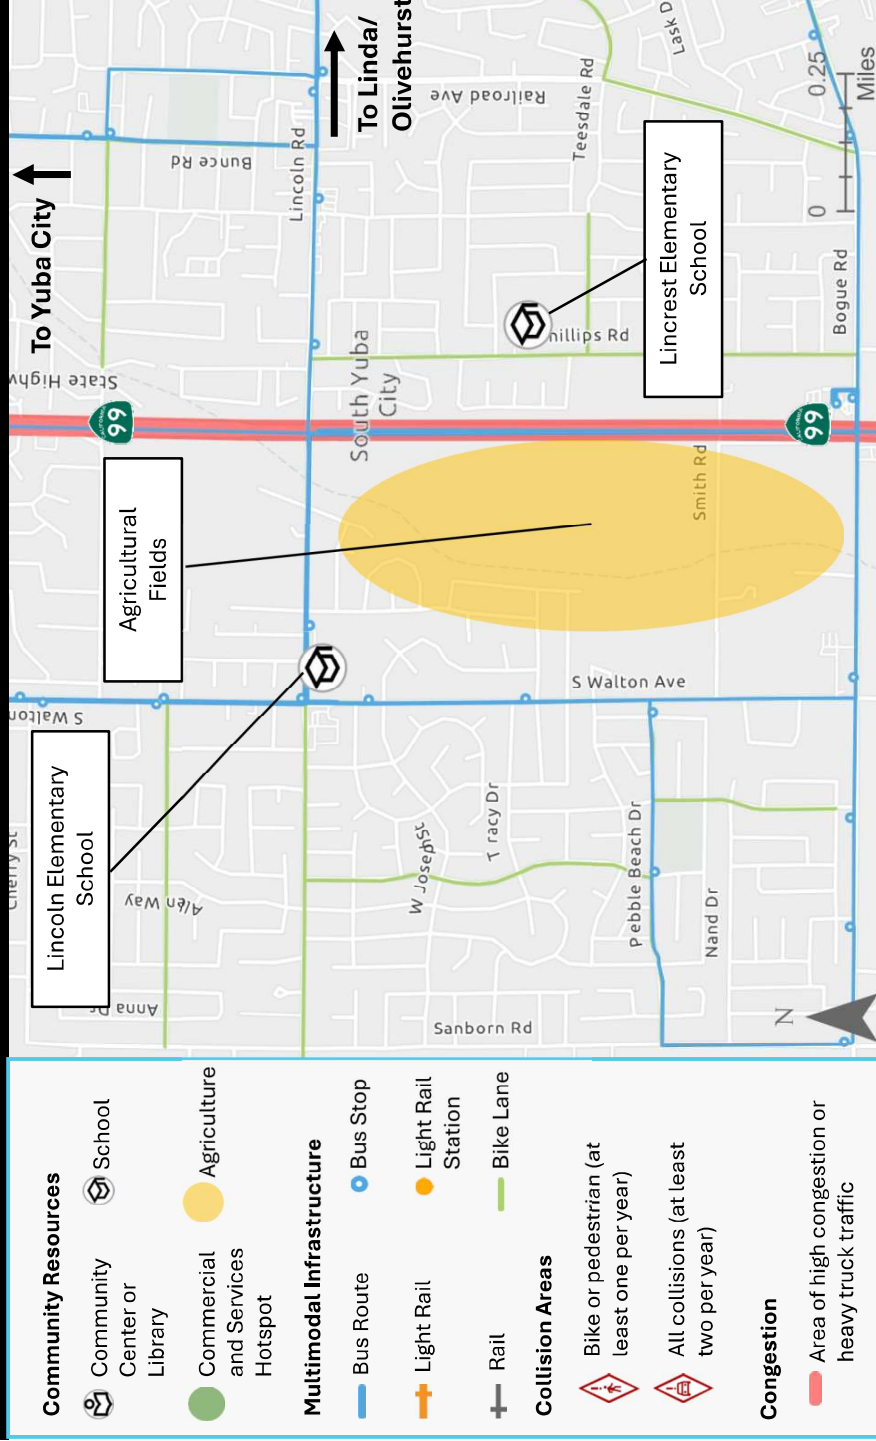 Community Resources
Community
Center or
Library
School
Commercial
and Services
Hotspot
Agriculture
Multimodal Infrastructure
Bus Route
Bus Stop
Light Rail
Light Rail
Station
Rail
Bike Lane
Collision Areas
Bike or pedestrian (at
least one per year)
All collisions (at least
two per year)
Congestion
Area of high congestion or
heavy truck traffic
Lincoln Elementary
School
Agricultural
Fields
To Yuba City
To Linda/
Olivehurst
Lincrest Elementary
School
Anna Dr
Allen Way
Cherry St
S Walton
State Highw
99
Bunce Rd
Lincoln Rd
South Yuba
City
Railroad Ave
Teesdale Rd
Lask D
hillips Rd
Smith Rd
99
Bogue Rd
S Walton Ave
W Joseph St
Tracy Dr
Pebble Beach Dr
Nand Dr
Sanborn Rd
N
0
0.25
Miles